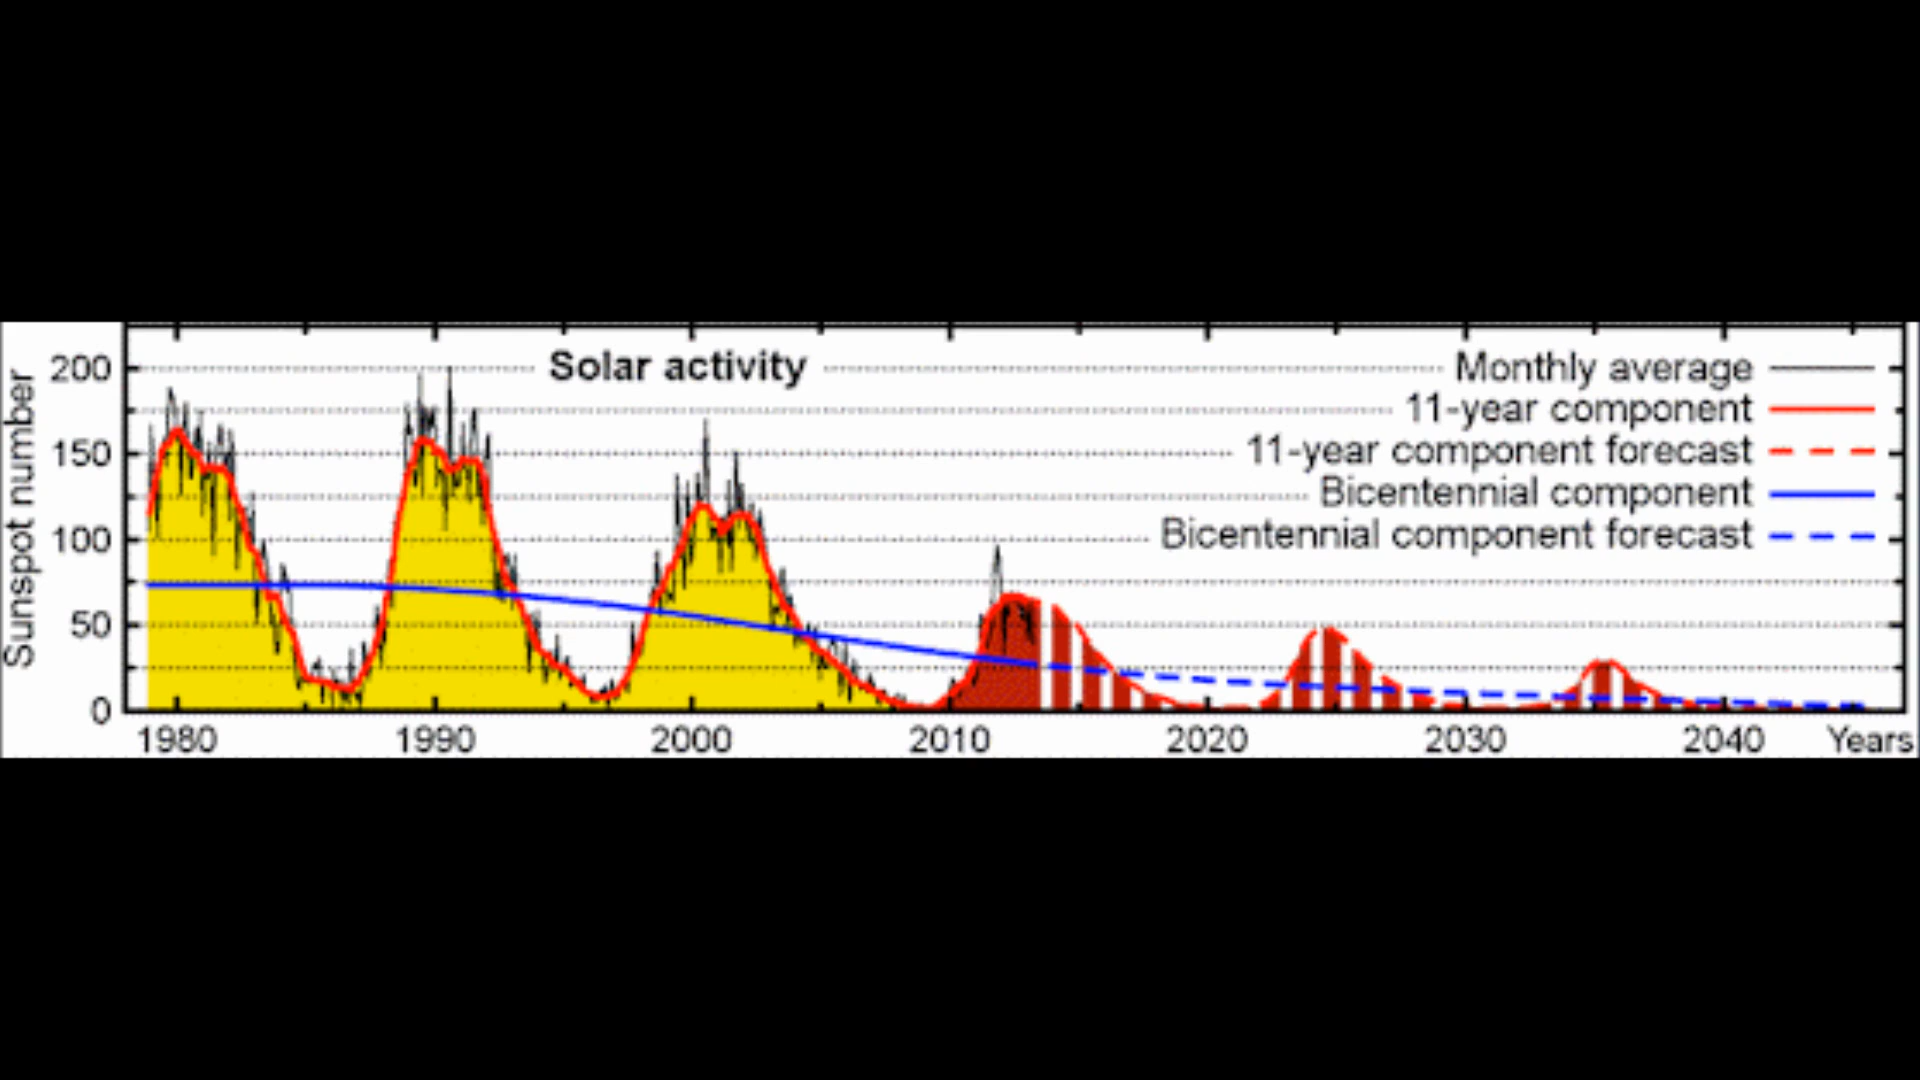 Solar activity
Monthly average
11-year component
11-year component forecast
Bicentennial component
Bicentennial component forecast
Sunspot number
200
150
100
50
0
1980 1990 2000 2010 2020 2030 2040 Years